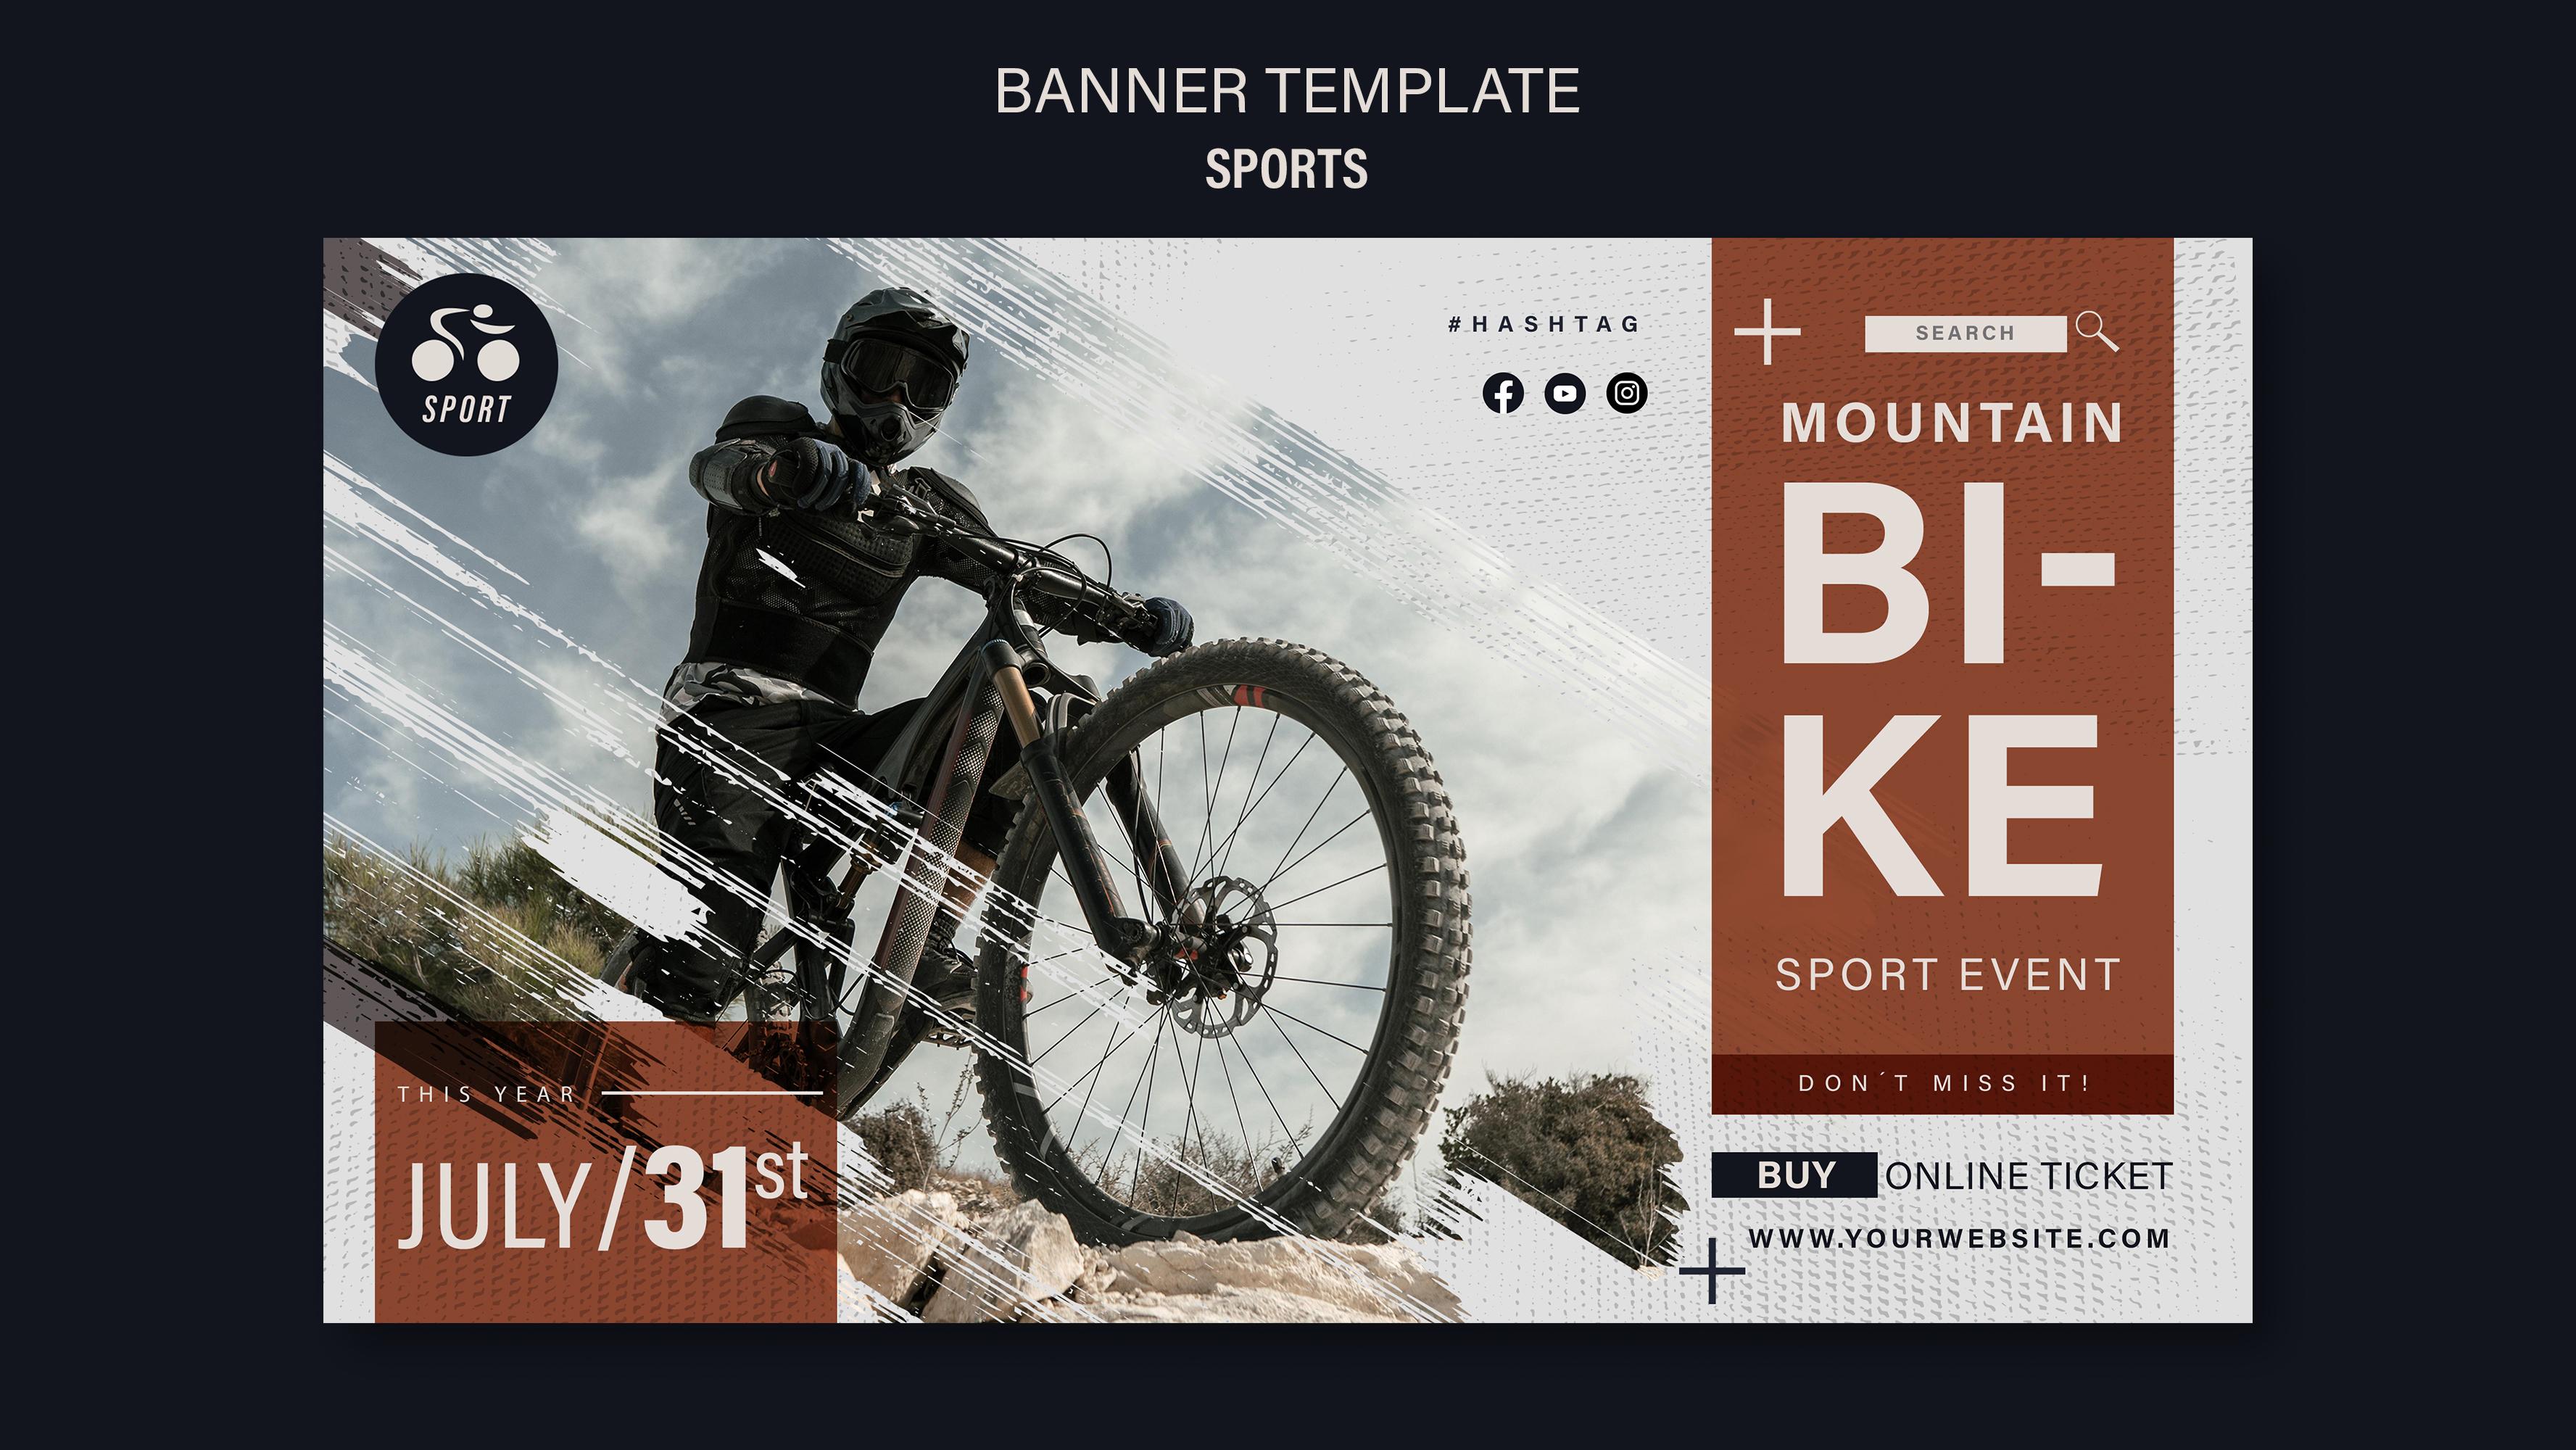 BANNER TEMPLATE
SPORTS
SPORT
#HASHTAG
SEARCH
MOUNTAIN
BI-
KE
SPORT EVENT
DON´T MISS IT!
THIS YEAR
JULY/31st
BUY ONLINE TICKET
WWW.YOURWEBSITE.COM